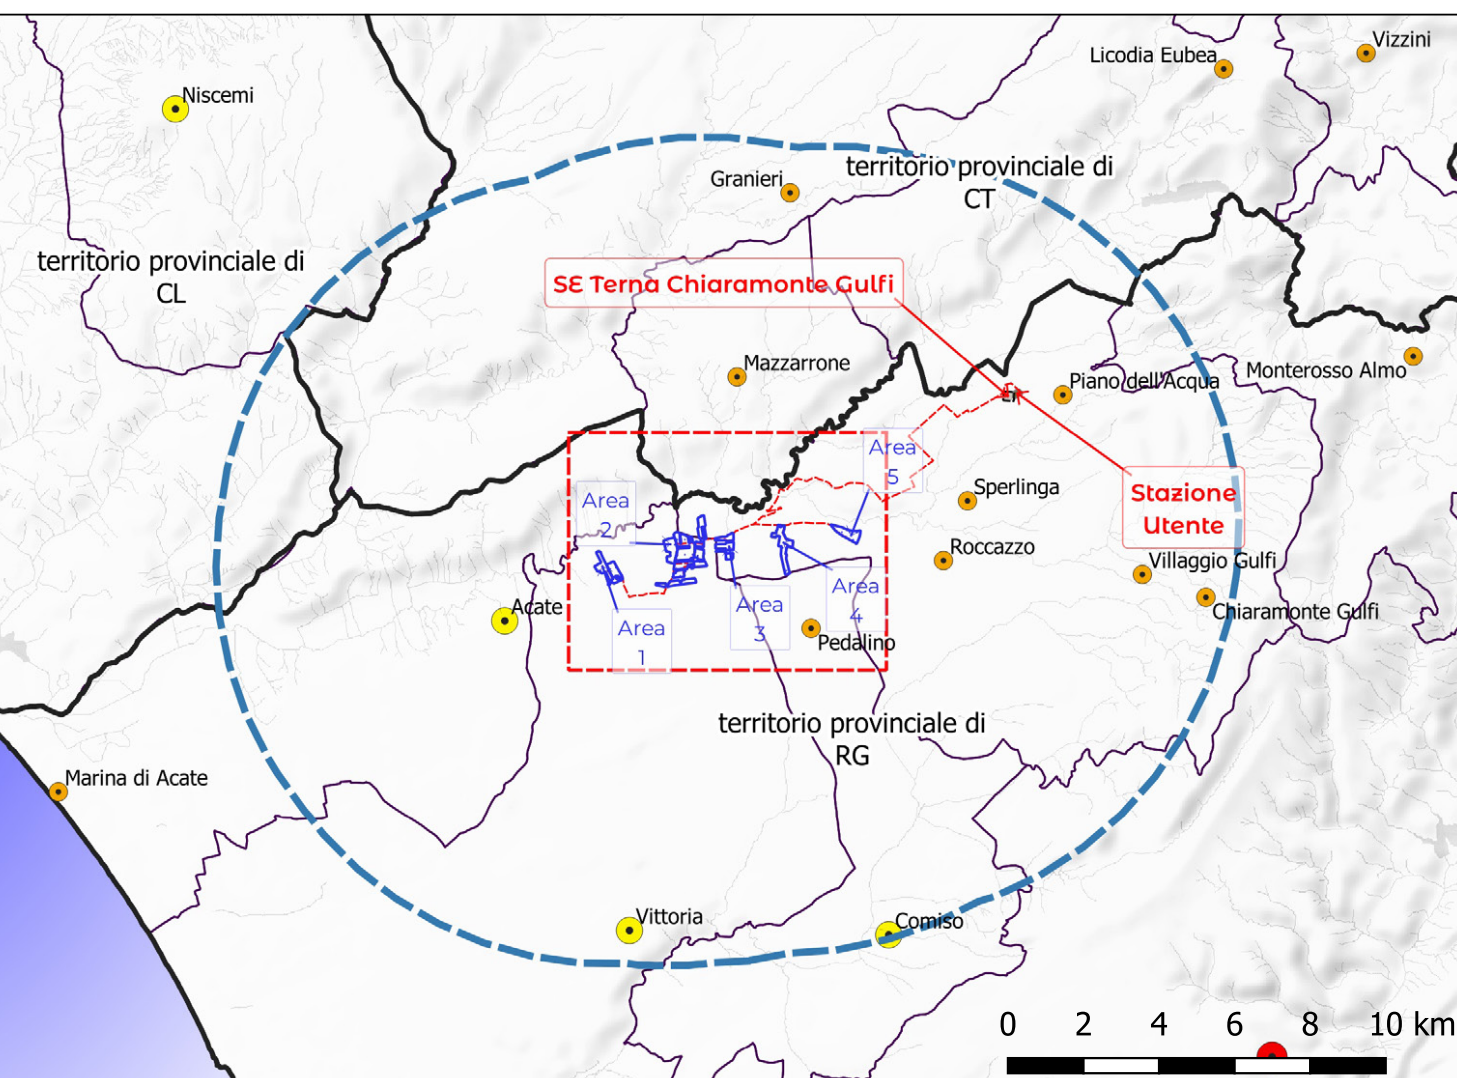 Vizzini
Licodia Eubea
Niscemi
territorio provinciale di
CT
Granieri
territorio provinciale di
CL
SE Terna Chiaramonte Gulfi
Mazzarrone
Piano dell'Acqua
Monterosso Almo
Area
5
Sperlinga
Stazione
Utente
Area
2
Roccazzo
Villaggio Gulfi
Area
4
Acate
Area
3
Chiaramonte Gulfi
Area
1
Pedalino
territorio provinciale di
RG
Marina di Acate
Vittoria
Comiso
0 2 4 6 8 10 km